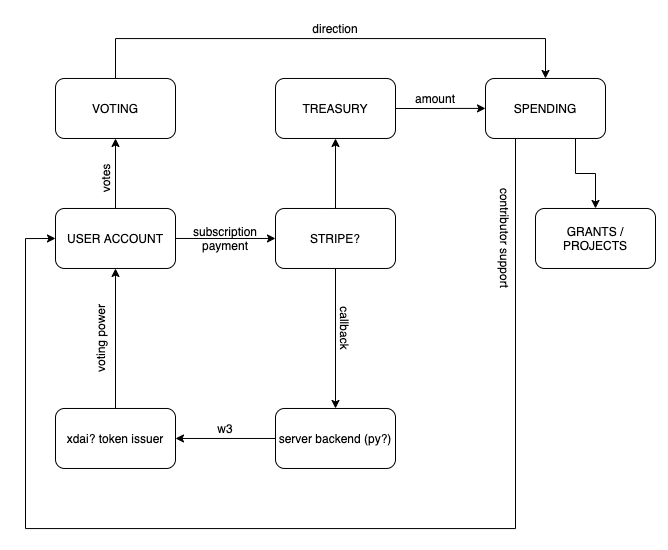 direction
VOTING
TREASURY
amount
SPENDING
votes
contributor support
USER ACCOUNT
subscription
payment
STRIPE?
GRANTS /
PROJECTS
voting power
callback
xdai? token issuer
w3
server backend (py?)